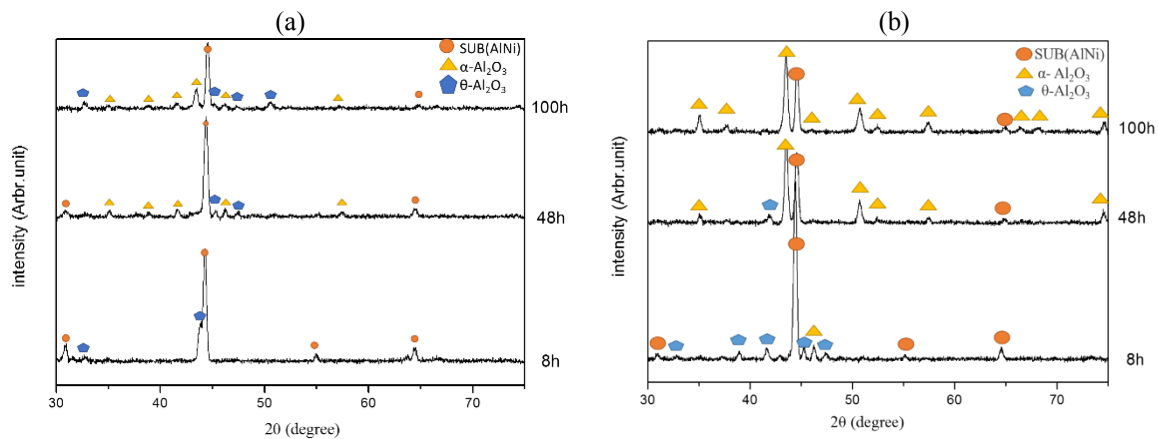 (a)
SUB(AlNi)
α-Al₂O₃
θ-Al₂O₃
100h
48h
8h
intensity (Arbr.unit)
30 40 50 60 70
2θ (degree)
(b)
SUB(AlNi)
α- Al₂O₃
θ-Al₂O₃
100h
48h
8h
intensity (Arbr.unit)
30 40 50 60 70
2θ (degree)